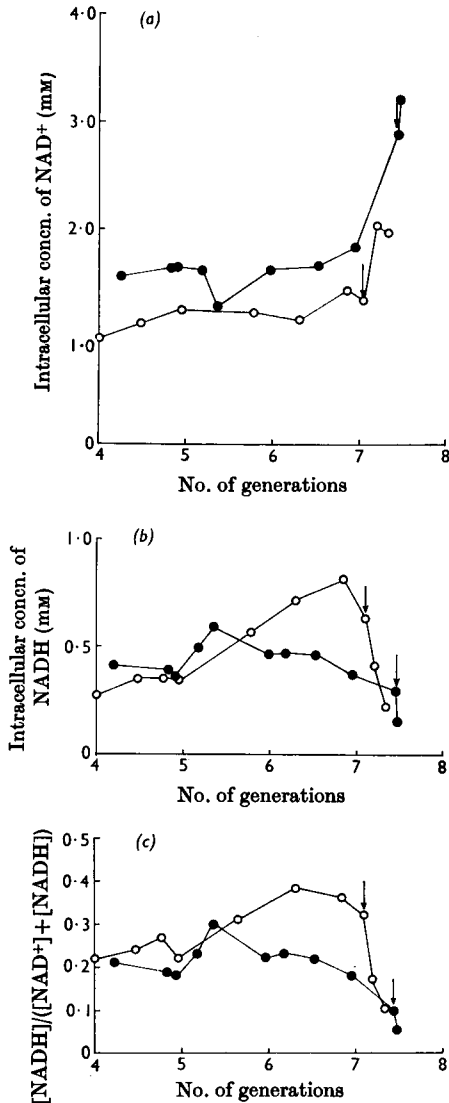 (a)
Intracellular concn. of NAD⁺ (mM)
4·0
3·0
2·0
1·0
0
4 5 6 7 8
No. of generations
(b)
Intracellular concn. of
NADH (mM)
1·0
0·5
0
4 5 6 7 8
No. of generations
(c)
[NADH]/([NAD⁺]+[NADH])
0·5
0·4
0·3
0·2
0·1
0
4 5 6 7 8
No. of generations